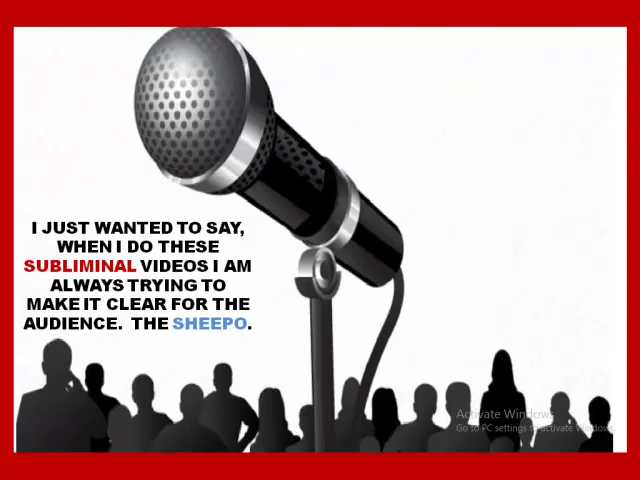 I JUST WANTED TO SAY,
WHEN I DO THESE
SUBLIMINAL VIDEOS I AM
ALWAYS TRYING TO
MAKE IT CLEAR FOR THE
AUDIENCE. THE SHEEPO.
Activate Windows
Go to PC settings to activate Windows.